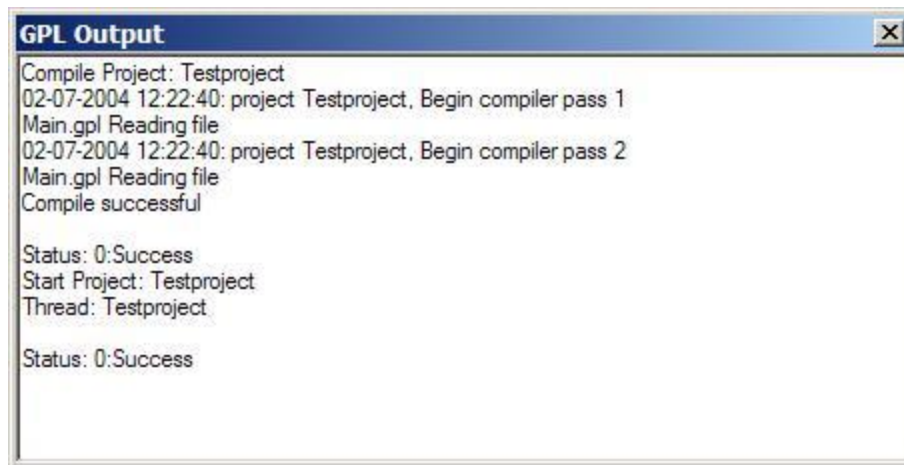 GPL Output
Compile Project: Testproject
02-07-2004 12:22:40: project Testproject, Begin compiler pass 1
Main.gpl Reading file
02-07-2004 12:22:40: project Testproject, Begin compiler pass 2
Main.gpl Reading file
Compile successful
Status: 0:Success
Start Project: Testproject
Thread: Testproject
Status: 0:Success